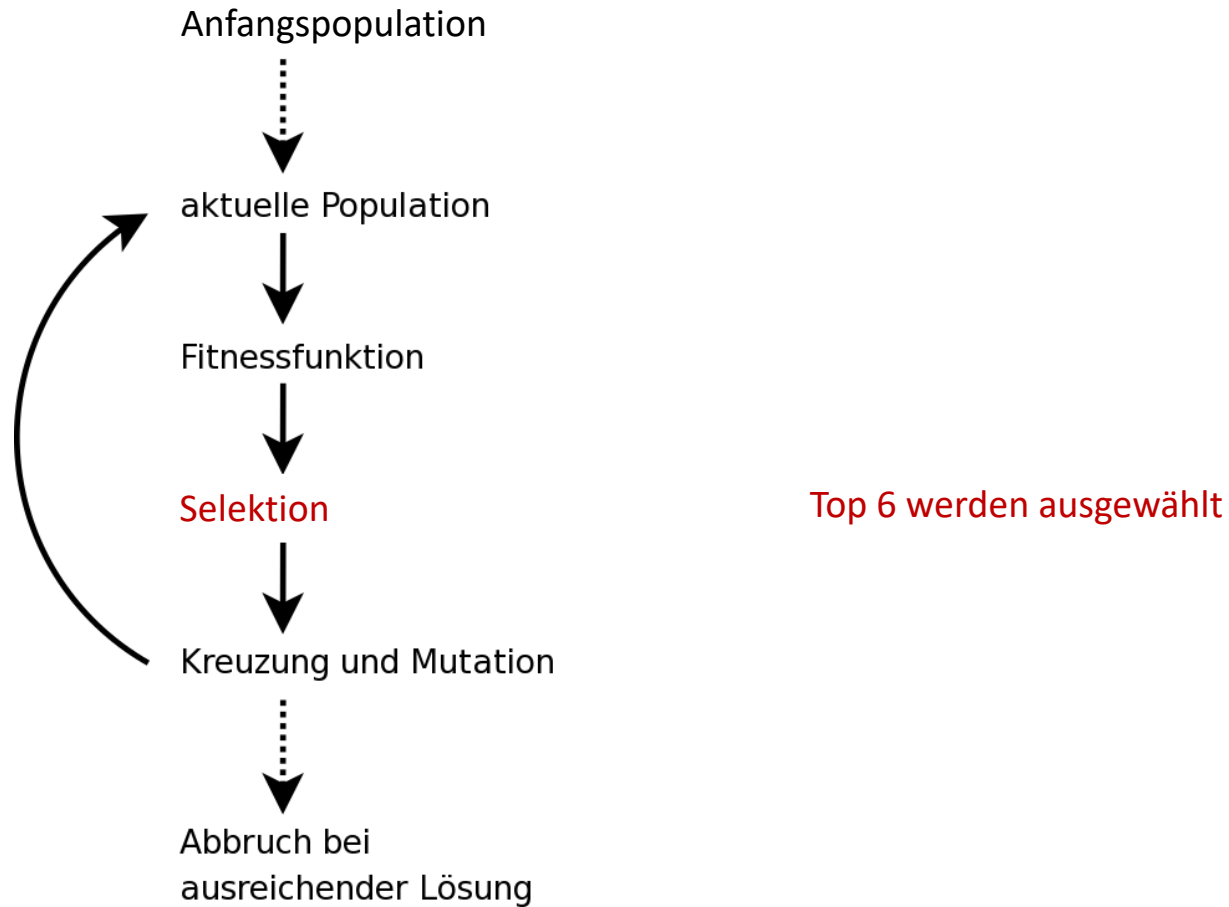 Anfangspopulation
aktuelle Population
Fitnessfunktion
Selektion
Top 6 werden ausgewählt
Kreuzung und Mutation
Abbruch bei
ausreichender Lösung